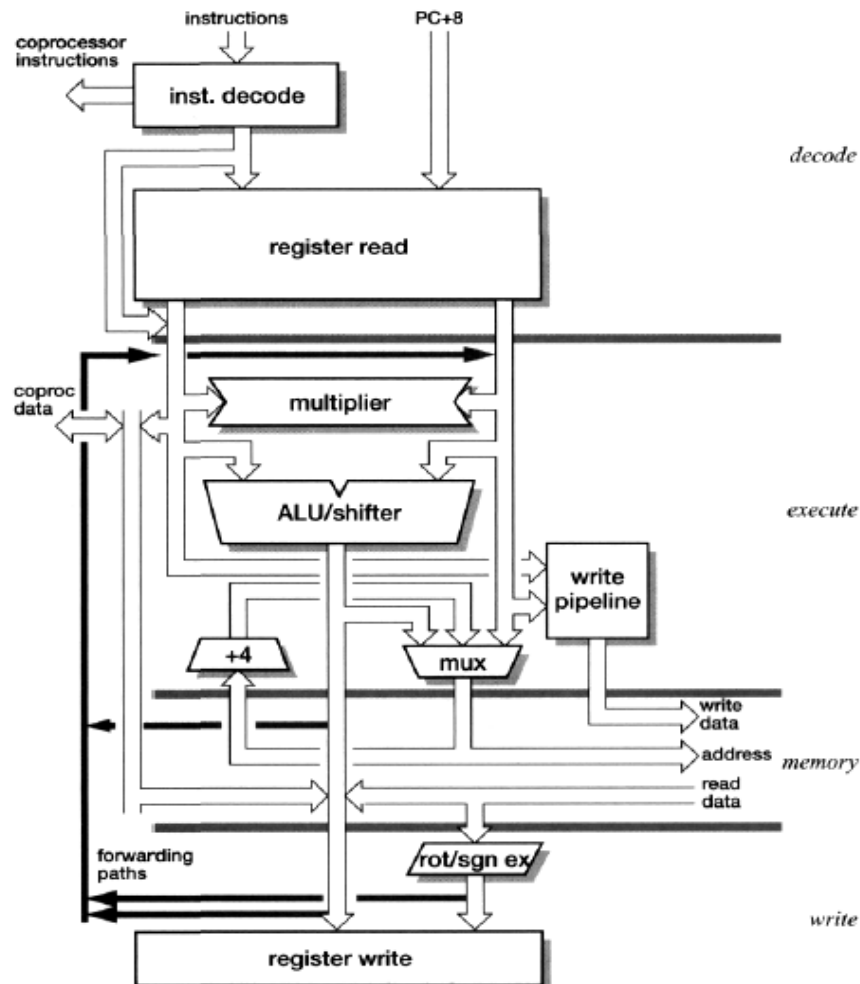 instructions
PC+8
coprocessor
instructions
inst. decode
decode
register read
coproc
data
multiplier
ALU/shifter
execute
write
pipeline
+4
mux
write
data
address
memory
read
data
forwarding
paths
rot/sgn ex
write
register write